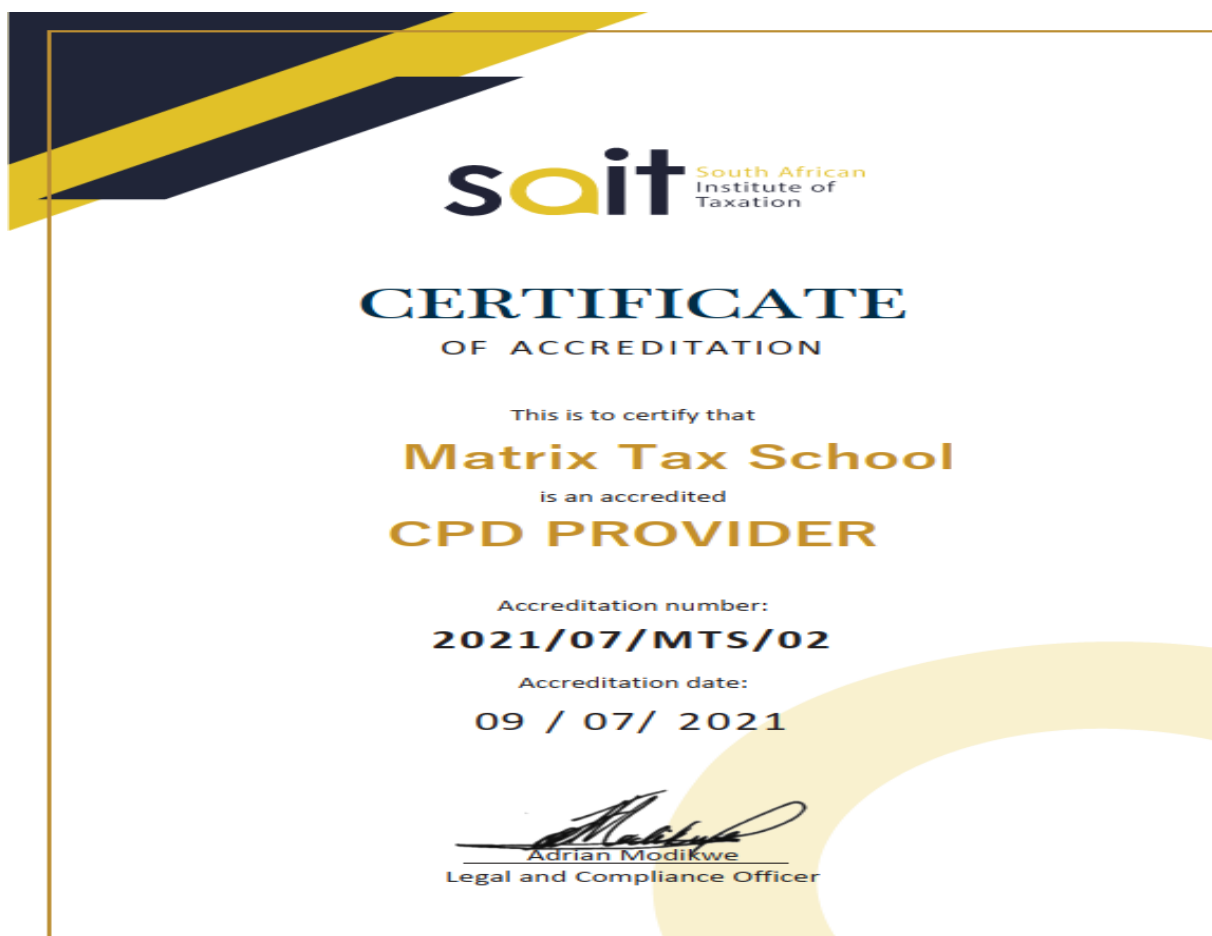 sait
South African
Institute of
Taxation
CERTIFICATE
OF ACCREDITATION
This is to certify that
Matrix Tax School
is an accredited
CPD PROVIDER
Accreditation number:
2021/07/MTS/02
Accreditation date:
09 / 07/ 2021
Adrian Modikwe
Legal and Compliance Officer